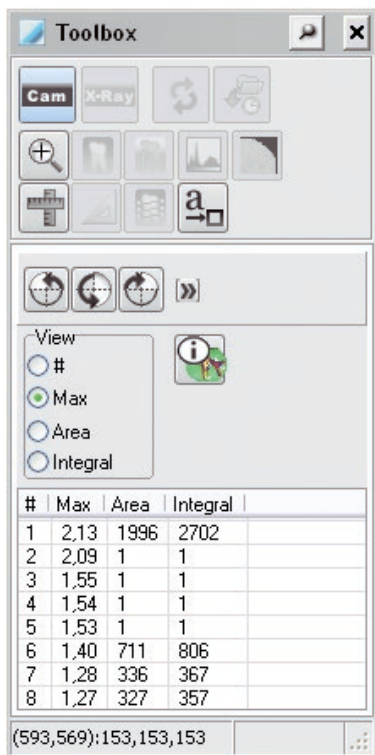 Toolbox
Cam X-Ray
a
View
#
Max
Area
Integral
# Max Area Integral
1 2,13 1996 2702
2 2,09 1 1
3 1,55 1 1
4 1,54 1 1
5 1,53 1 1
6 1,40 711 806
7 1,28 336 367
8 1,27 327 357
(593,569):153,153,153